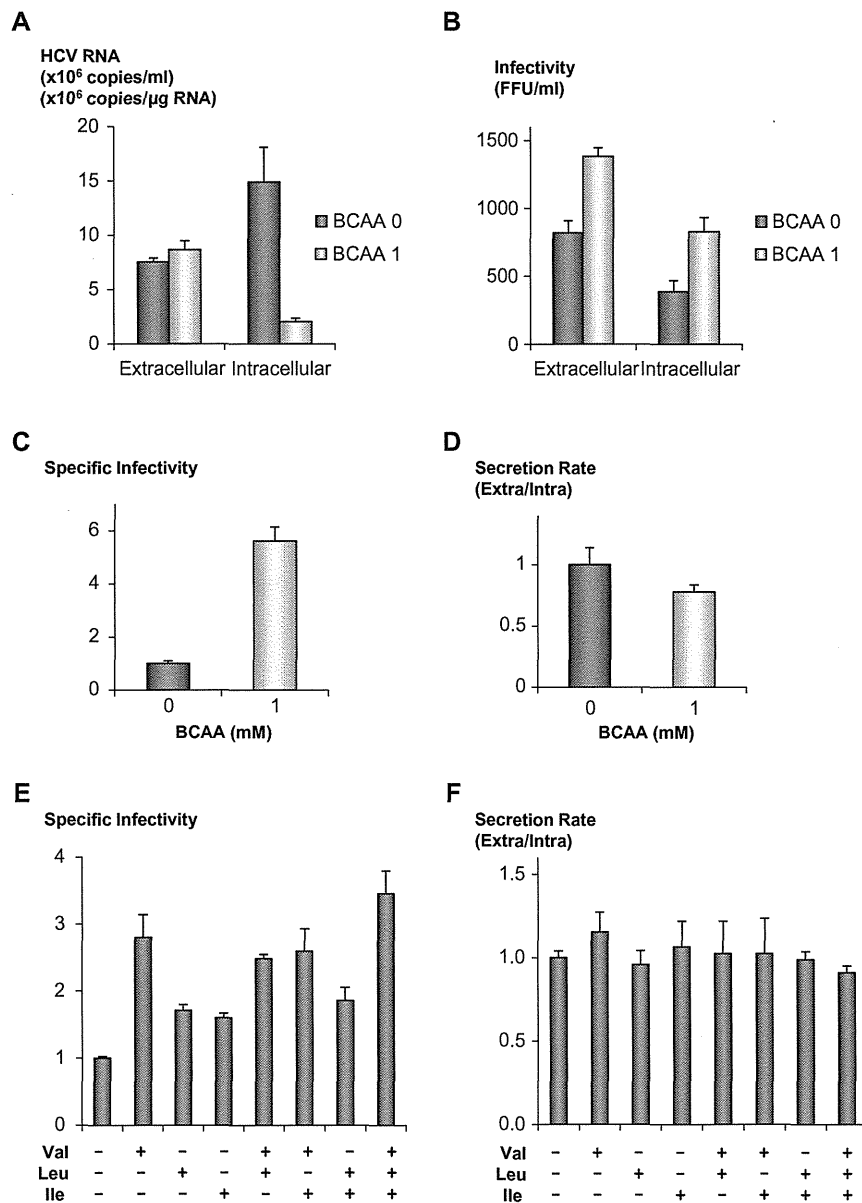 A
HCV RNA
(x10⁶ copies/ml)
(x10⁶ copies/µg RNA)
20
15
10
5
0
Extracellular Intracellular
BCAA 0
BCAA 1
B
Infectivity
(FFU/ml)
1500
1000
500
0
Extracellular Intracellular
BCAA 0
BCAA 1
C
Specific Infectivity
6
4
2
0
0 1
BCAA (mM)
D
Secretion Rate
(Extra/Intra)
1
0.5
0
0 1
BCAA (mM)
E
Specific Infectivity
4
3
2
1
0
Val − + − − + + − +
Leu − − + − + − + +
Ile − − − + − + + +
F
Secretion Rate
(Extra/Intra)
1.5
1.0
0.5
0.0
Val − + − − + + − +
Leu − − + − + − + +
Ile − − − + − + + +